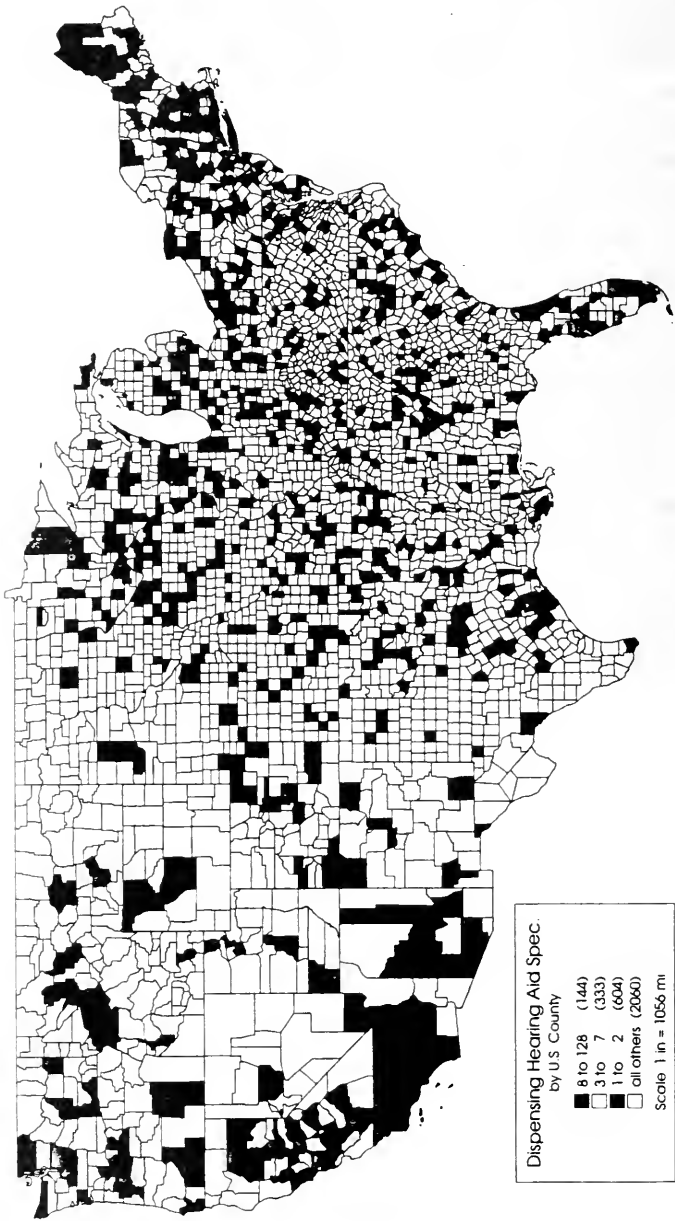 Dispensing Hearing Aid Spec.
by U S County
8 to 128 (144)
3 to 7 (333)
1 to 2 (604)
all others (2060)
Scale 1 in = 1056 mi